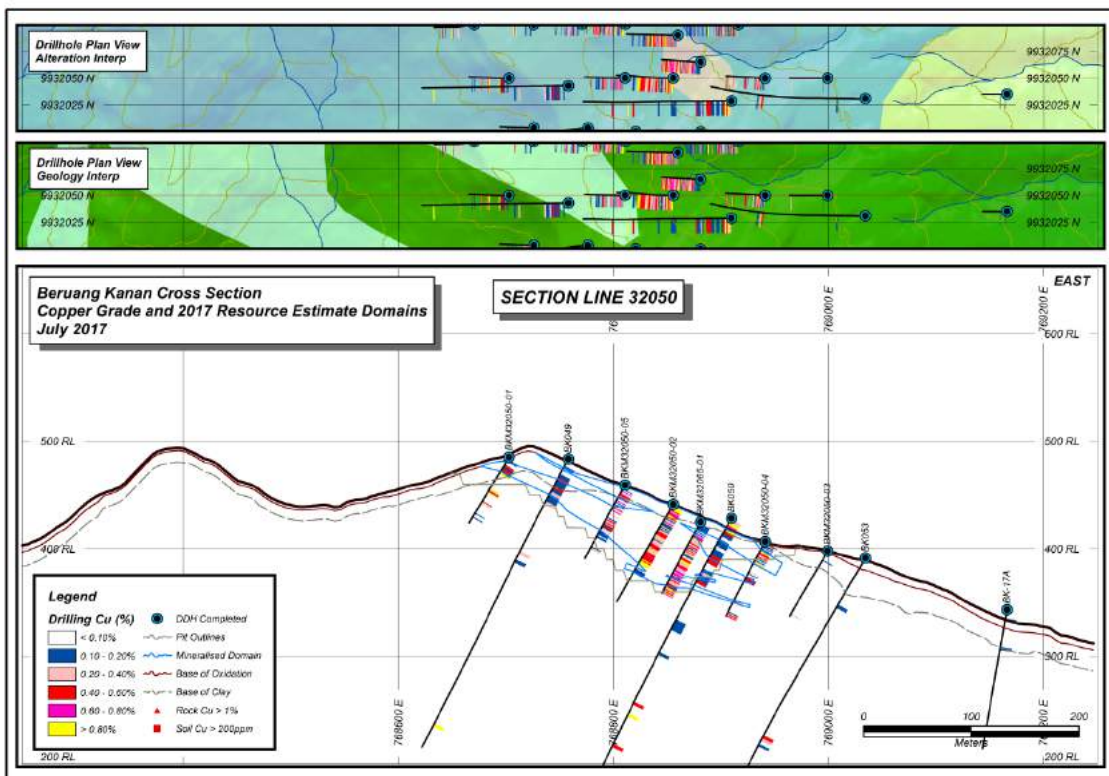 Drillhole Plan View
Alteration Interp
9932075 N
9932050 N
9932050 N
9932025 N
9932025 N
Drillhole Plan View
Geology Interp
9932075 N
9932050 N
9932050 N
9932025 N
9932025 N
Beruang Kanan Cross Section
Copper Grade and 2017 Resource Estimate Domains
July 2017
SECTION LINE 32050
EAST
769000 E
769200 E
600 RL
600 RL
500 RL
500 RL
400 RL
400 RL
300 RL
200 RL
200 RL
BKM32050-01
BK049
BKM32050-05
BKM32050-02
BKM32065-01
BK050
BKM32050-04
BKM32050-03
BK053
BK-17A
Legend
Drilling Cu (%)
< 0.10%
0.10 - 0.20%
0.20 - 0.40%
0.40 - 0.60%
0.60 - 0.80%
> 0.80%
DDH Completed
Pit Outlines
Mineralised Domain
Base of Oxidation
Base of Clay
Rock Cu > 1%
Soil Cu > 200ppm
768600 E
768800 E
769000 E
0 100 200
Meters